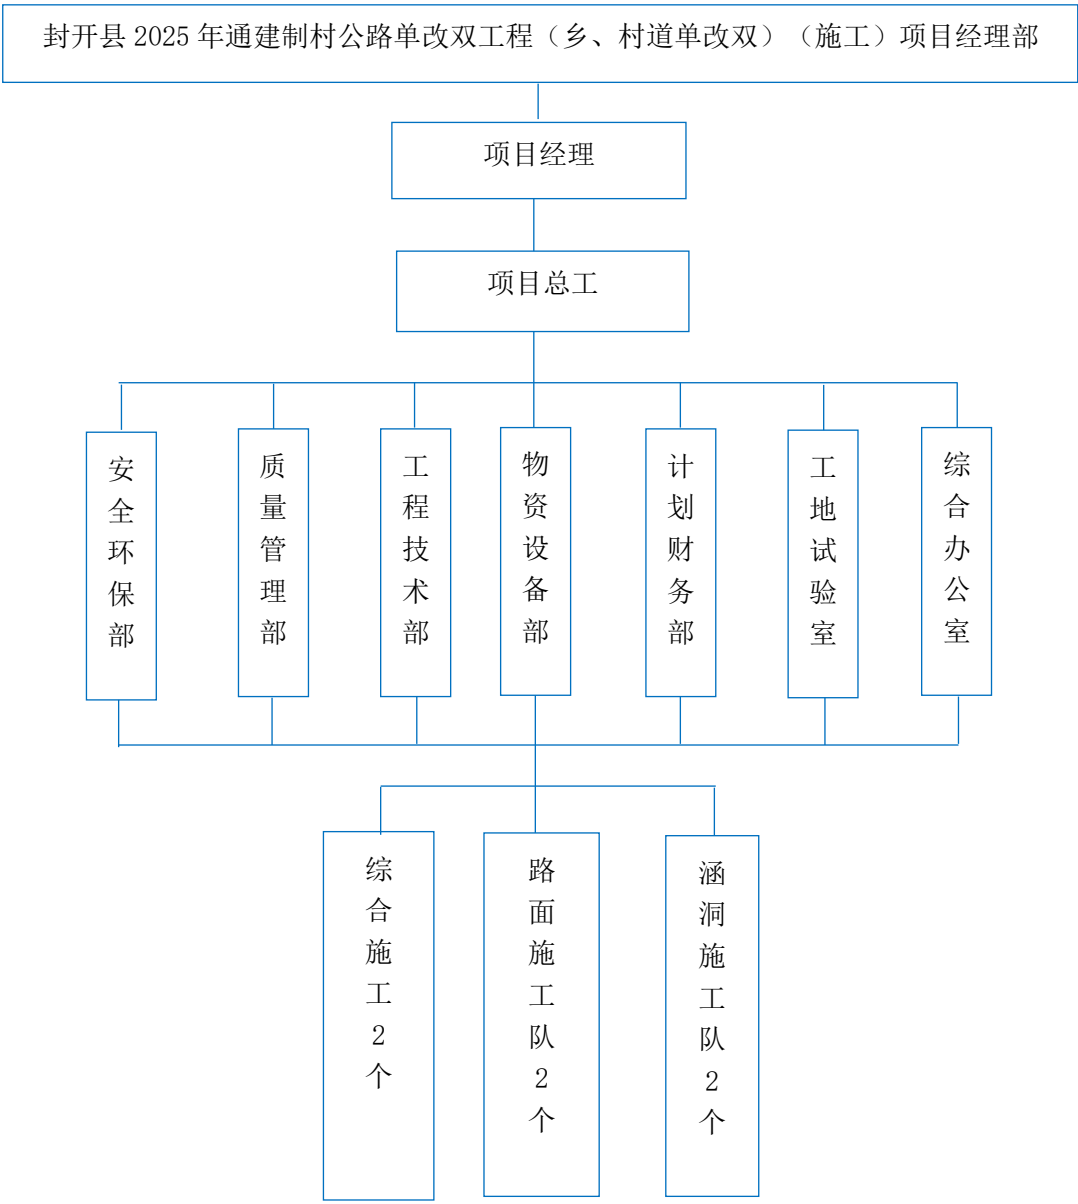 封开县 2025 年通建制村公路单改双工程（乡、村道单改双）（施工）项目经理部
项目经理
项目总工
安全环保部
质量管理部
工程技术部
物资设备部
计划财务部
工地试验室
综合办公室
综合施工2个
路面施工队2个
涵洞施工队2个